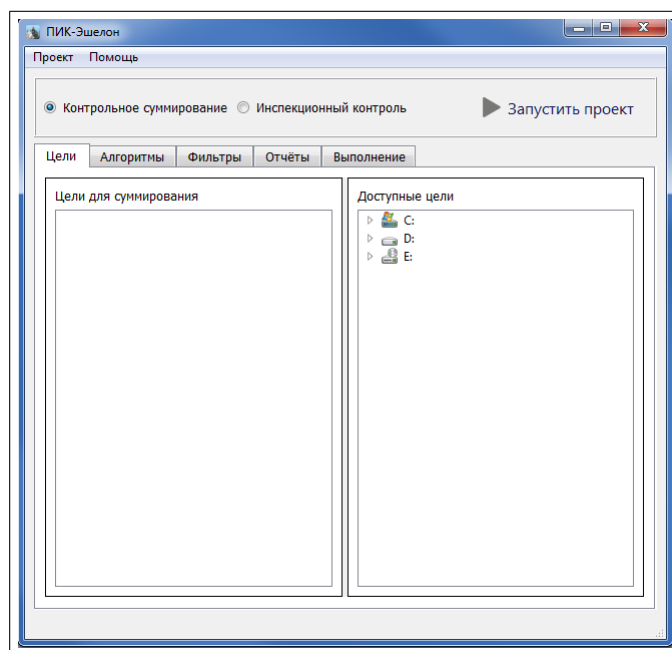 ПИК-Эшелон
Проект Помощь
Контрольное суммирование Инспекционный контроль Запустить проект
Цели Алгоритмы Фильтры Отчёты Выполнение
Цели для суммирования
Доступные цели
C:
D:
E: